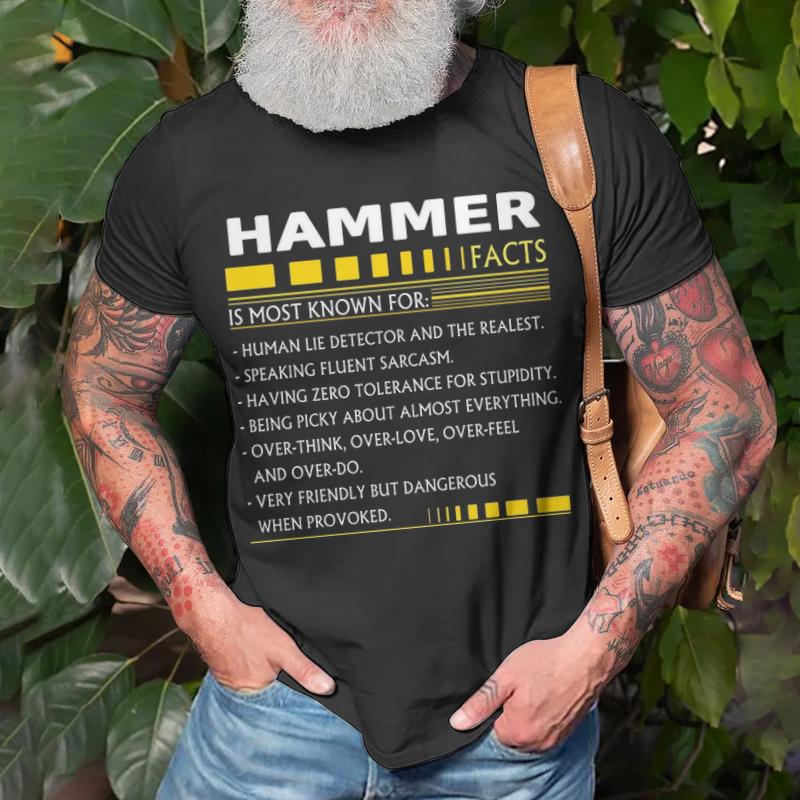 HAMMER
FACTS
IS MOST KNOWN FOR:
- HUMAN LIE DETECTOR AND THE REALEST.
- SPEAKING FLUENT SARCASM.
- HAVING ZERO TOLERANCE FOR STUPIDITY.
- BEING PICKY ABOUT ALMOST EVERYTHING.
- OVER-THINK, OVER-LOVE, OVER-FEEL
AND OVER-DO.
- VERY FRIENDLY BUT DANGEROUS
WHEN PROVOKED.